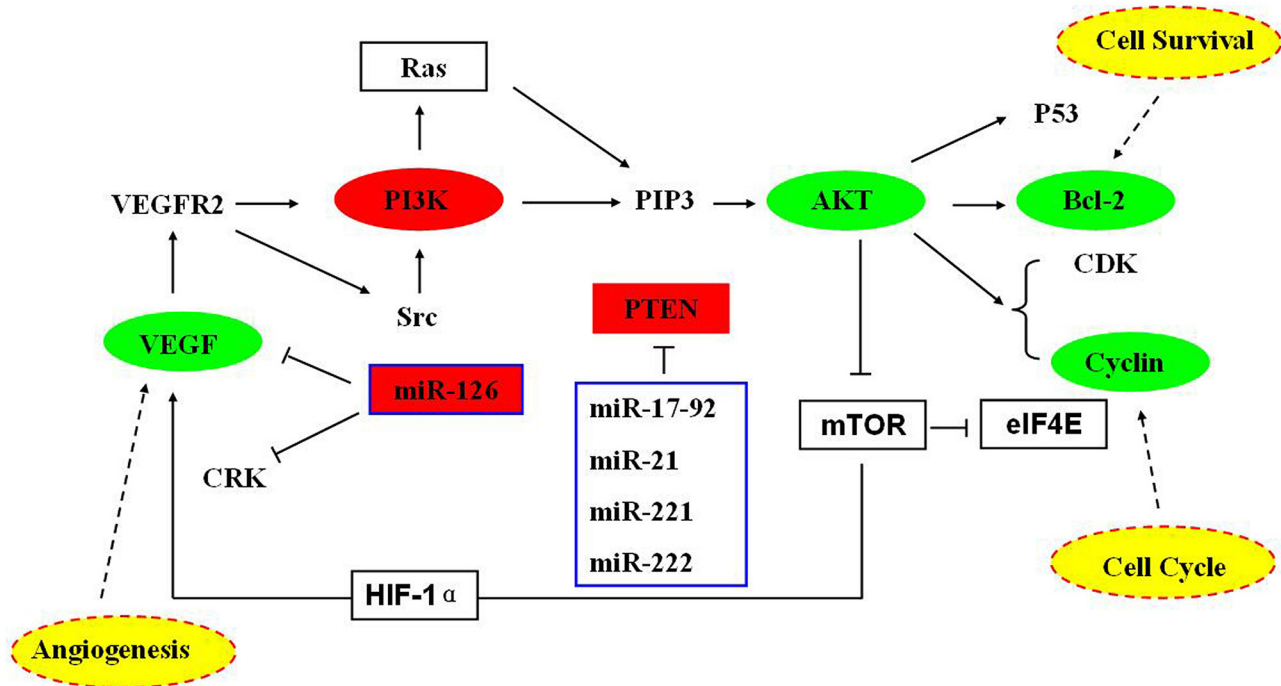 Cell Survival
Ras
P53
VEGFR2
PI3K
PIP3
AKT
Bcl-2
CDK
Src
PTEN
VEGF
Cyclin
miR-126
miR-17-92
mTOR
eIF4E
miR-21
CRK
miR-221
miR-222
Cell Cycle
HIF-1α
Angiogenesis